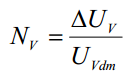 N_V = ΔU_V / U_Vdm